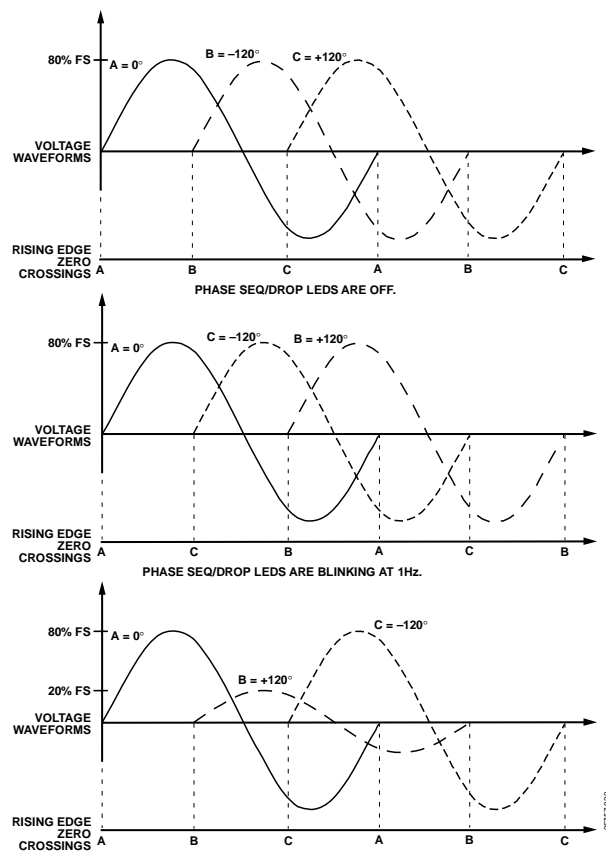 80% FS
A = 0°
B = –120°
C = +120°
VOLTAGE
WAVEFORMS
RISING EDGE
ZERO
CROSSINGS
A
B
C
A
B
C
PHASE SEQ/DROP LEDS ARE OFF.
80% FS
A = 0°
C = –120°
B = +120°
VOLTAGE
WAVEFORMS
RISING EDGE
ZERO
CROSSINGS
A
C
B
A
C
B
PHASE SEQ/DROP LEDS ARE BLINKING AT 1Hz.
80% FS
A = 0°
C = –120°
20% FS
B = +120°
VOLTAGE
WAVEFORMS
RISING EDGE
ZERO
CROSSINGS
A
B
C
A
B
C